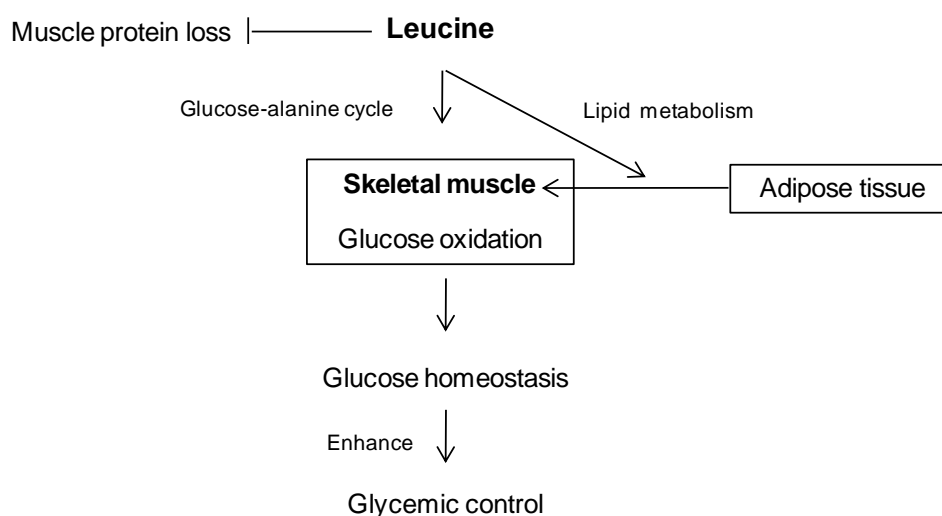 Muscle protein loss
Leucine
Glucose-alanine cycle
Lipid metabolism
Skeletal muscle
Glucose oxidation
Adipose tissue
Glucose homeostasis
Enhance
Glycemic control